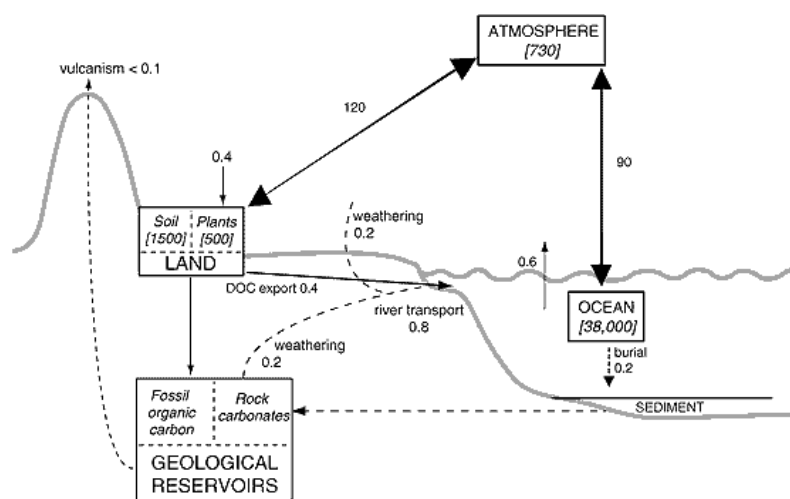 ATMOSPHERE
[730]
vulcanism < 0.1
120
90
0.4
Soil
[1500]
Plants
[500]
LAND
weathering
0.2
0.6
DOC export 0.4
river transport
0.8
OCEAN
[38,000]
weathering
0.2
burial
0.2
Fossil
organic
carbon
Rock
carbonates
SEDIMENT
GEOLOGICAL
RESERVOIRS